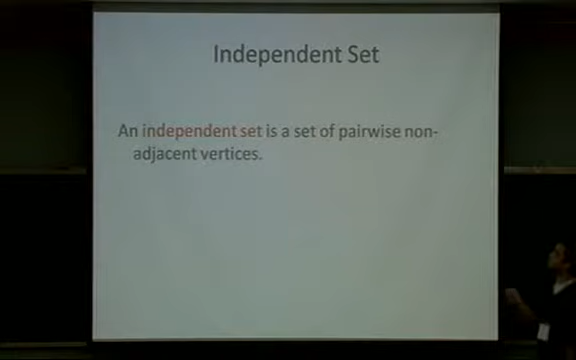 Independent Set
An independent set is a set of pairwise non-
adjacent vertices.